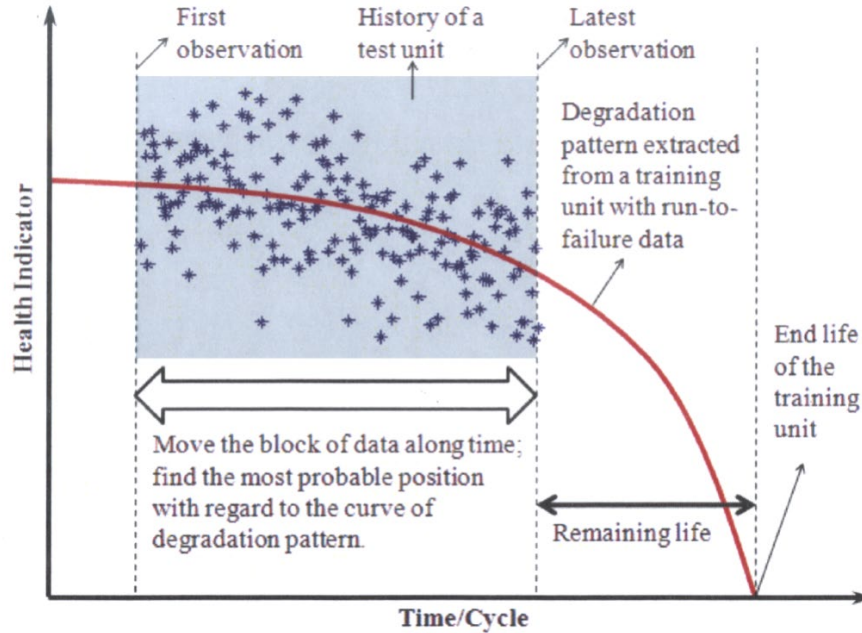 First
observation
History of a
test unit
Latest
observation
Degradation
pattern extracted
from a training
unit with run-to-
failure data
Health Indicator
End life
of the
training
unit
Move the block of data along time;
find the most probable position
with regard to the curve of
degradation pattern.
Remaining life
Time/Cycle